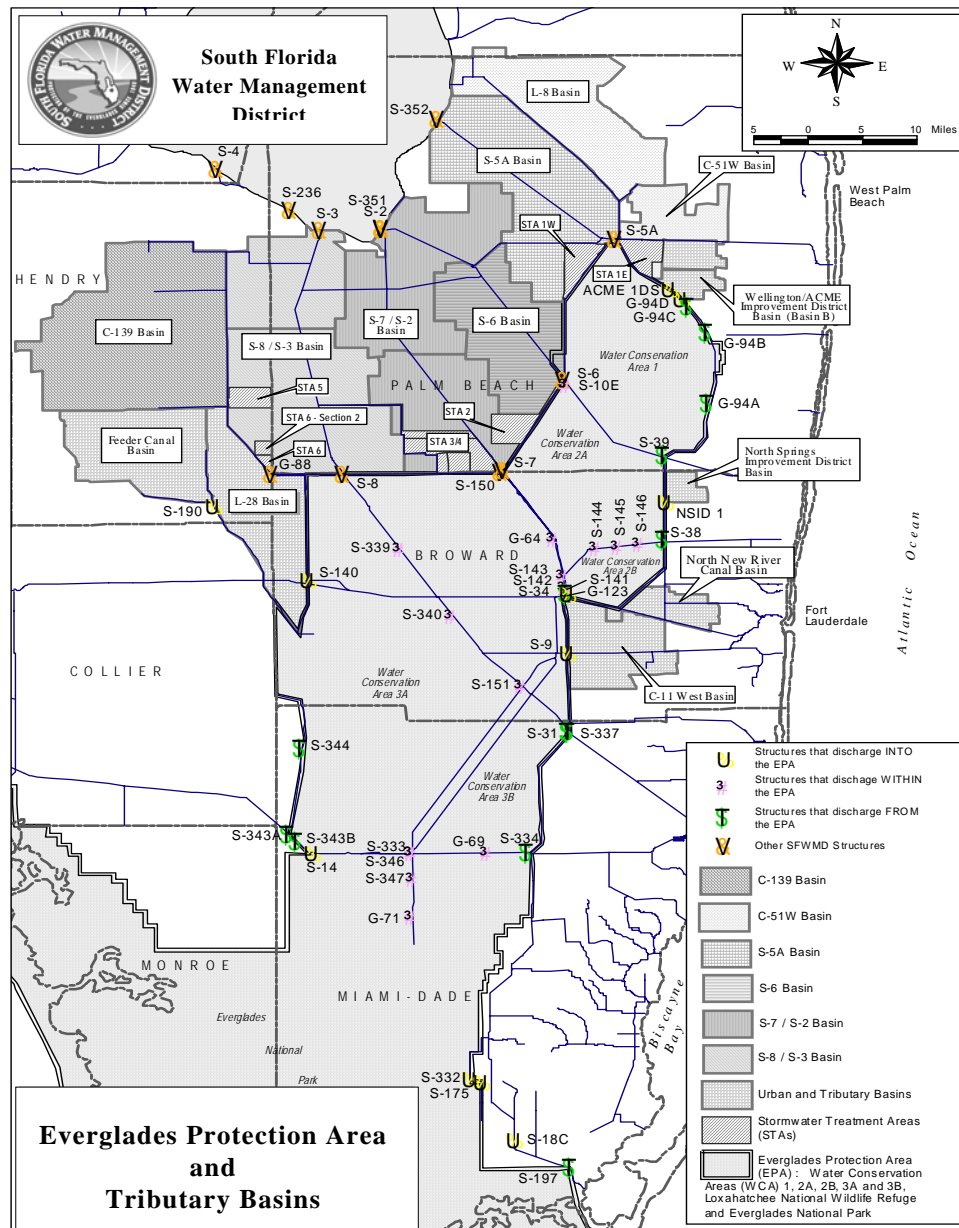 South Florida
Water Management
District
SOUTH FLORIDA WATER MANAGEMENT DISTRICT
N
W
E
S
5
0
5
10 Miles
L-8 Basin
S-352
S-4
S-5A Basin
C-51W Basin
S-236
S-351
S-2
S-3
West Palm
Beach
STA 1W
S-5A
HENDRY
STA 1E
ACME 1DS
G-94D
G-94C
Wellington/ACME
Improvement District
Basin (Basin B)
C-139 Basin
S-7 / S-2
Basin
S-6 Basin
S-8 / S-3 Basin
G-94B
Water Conservation
Area 1
S-6
S-10E
PALM BEACH
STA 5
G-94A
STA 2
STA 6 - Section 2
Feeder Canal
Basin
STA 3/4
Water
Conservation
Area 2A
S-39
STA 6
G-88
S-7
North Springs
Improvement District
Basin
S-8
S-150
L-28 Basin
S-190
NSID 1
S-144
S-145
S-146
G-64
S-38
S-339
BROWARD
Water Conservation
Area 2B
North New River
Canal Basin
S-143
S-142
S-141
S-140
S-34
G-123
Atlantic Ocean
S-340
Fort
Lauderdale
S-9
COLLIER
Water
Conservation
Area 3A
S-151
C-11 West Basin
S-31
S-337
S-344
Water
Conservation
Area 3B
S-343A
S-343B
S-333
G-69
S-334
S-14
S-346
S-347
G-71
MONROE
MIAMI-DADE
Everglades
National
Park
Biscayne
Bay
S-332
S-175
S-18C
S-197
U
Structures that discharge INTO
the EPA
3
Structures that dischage WITHIN
the EPA
Structures that discharge FROM
the EPA
V
Other SFWMD Structures
C-139 Basin
C-51W Basin
S-5A Basin
S-6 Basin
S-7 / S-2 Basin
S-8 / S-3 Basin
Urban and Tributary Basins
Stormwater Treatment Areas
(STAs)
Everglades Protection Area
(EPA) : Water Conservation
Areas (WCA) 1, 2A, 2B, 3A and 3B,
Loxahatchee National Wildlife Refuge
and Everglades National Park
Everglades Protection Area
and
Tributary Basins